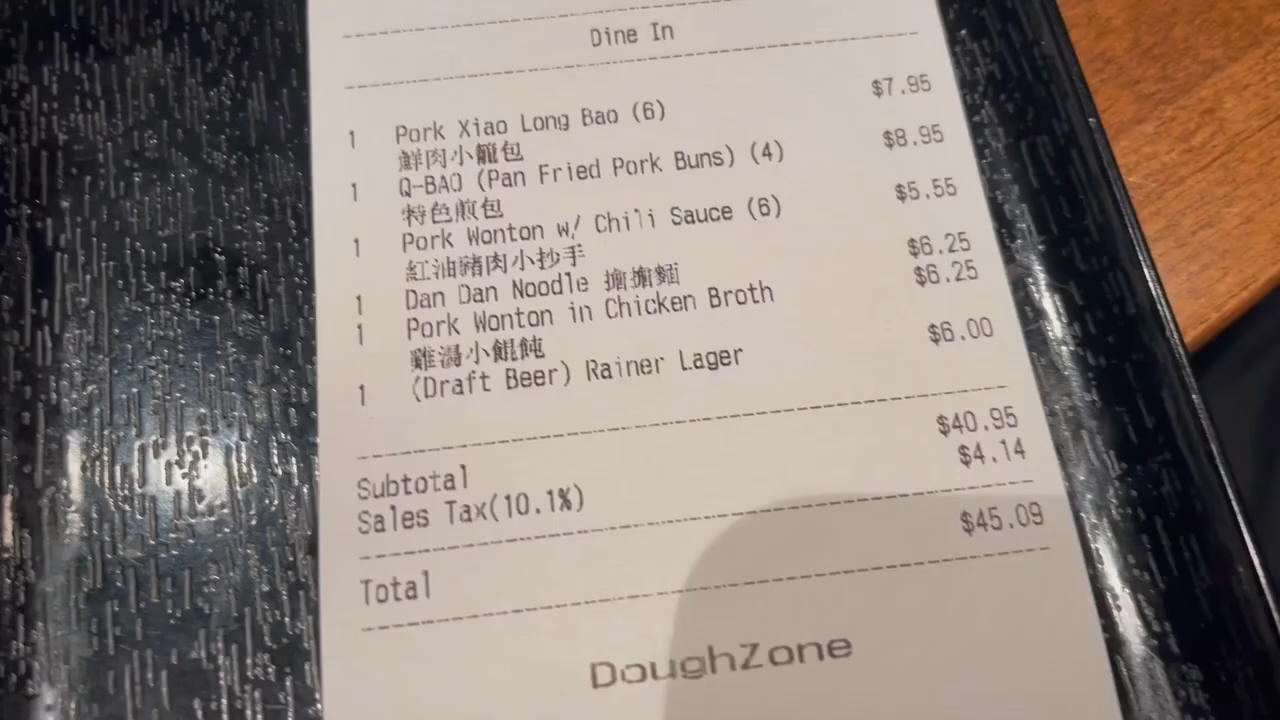 Dine In
1 Pork Xiao Long Bao (6) $7.95
鮮肉小籠包
1 Q-BAO (Pan Fried Pork Buns) (4) $8.95
特色煎包
1 Pork Wonton w/ Chili Sauce (6) $5.55
紅油豬肉小抄手
1 Dan Dan Noodle 擔擔麵 $6.25
1 Pork Wonton in Chicken Broth $6.25
雞湯小餛飩
1 (Draft Beer) Rainer Lager $6.00
Subtotal $40.95
Sales Tax(10.1%) $4.14
Total $45.09
DoughZone